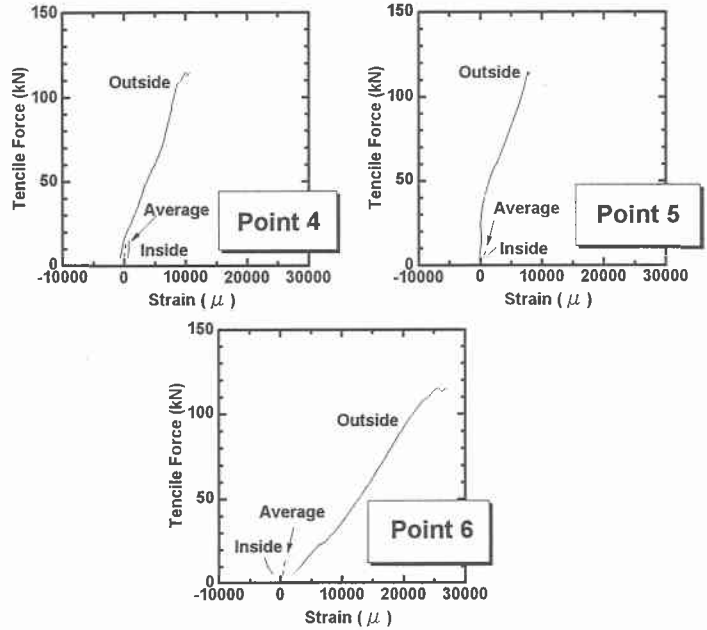 150
100
50
0
Tencile Force (kN)
Outside
Average
Inside
Point 4
-10000 0 10000 20000 30000
Strain ( μ )
150
100
50
0
Tencile Force (kN)
Outside
Average
Inside
Point 5
-10000 0 10000 20000 30000
Strain ( μ )
150
100
50
0
Tencile Force (kN)
Outside
Average
Inside
Point 6
-10000 0 10000 20000 30000
Strain ( μ )